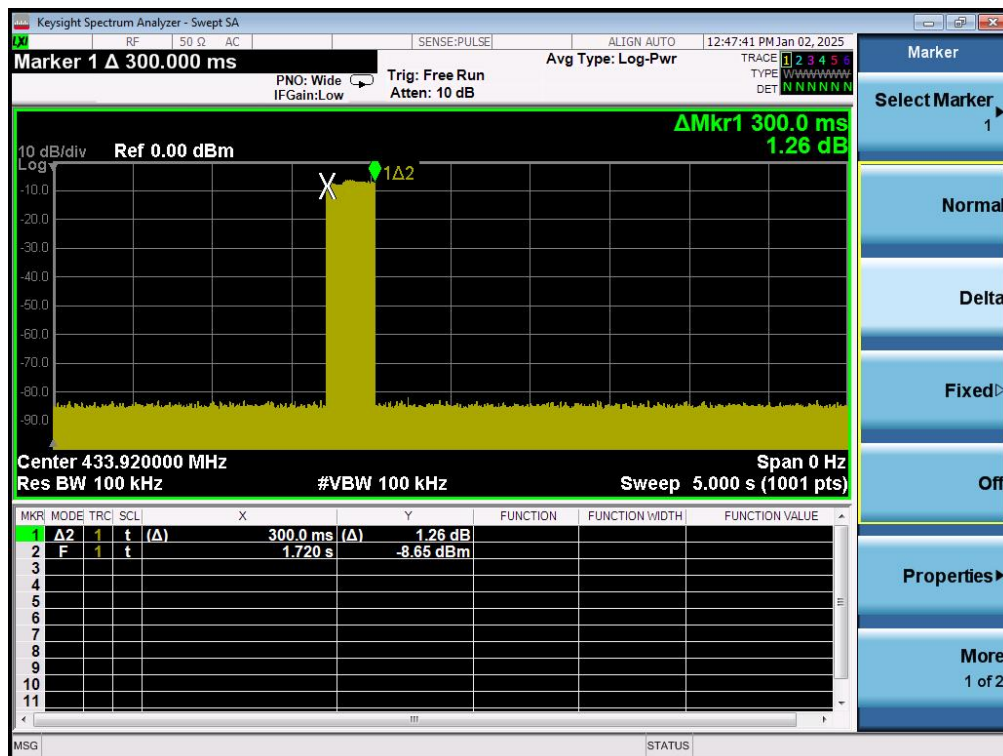 Keysight Spectrum Analyzer - Swept SA
LXI RF 50 Ω AC SENSE:PULSE ALIGN AUTO 12:47:41 PM Jan 02, 2025
Marker 1 Δ 300.000 ms
PNO: Wide
IFGain:Low
Trig: Free Run
Atten: 10 dB
Avg Type: Log-Pwr
TRACE 1 2 3 4 5 6
TYPE WWWWWW
DET N N N N N N
ΔMkr1 300.0 ms
1.26 dB
10 dB/div Ref 0.00 dBm
Log
1Δ2
-10.0
-20.0
-30.0
-40.0
-50.0
-60.0
-70.0
-80.0
-90.0
Center 433.920000 MHz Span 0 Hz
Res BW 100 kHz #VBW 100 kHz Sweep 5.000 s (1001 pts)
MKR MODE TRC SCL X Y FUNCTION FUNCTION WIDTH FUNCTION VALUE
1 Δ2 1 t (Δ) 300.0 ms (Δ) 1.26 dB
2 F 1 t 1.720 s -8.65 dBm
3
4
5
6
7
8
9
10
11
MSG STATUS
Marker
Select Marker
1
Normal
Delta
Fixed
Off
Properties
More
1 of 2